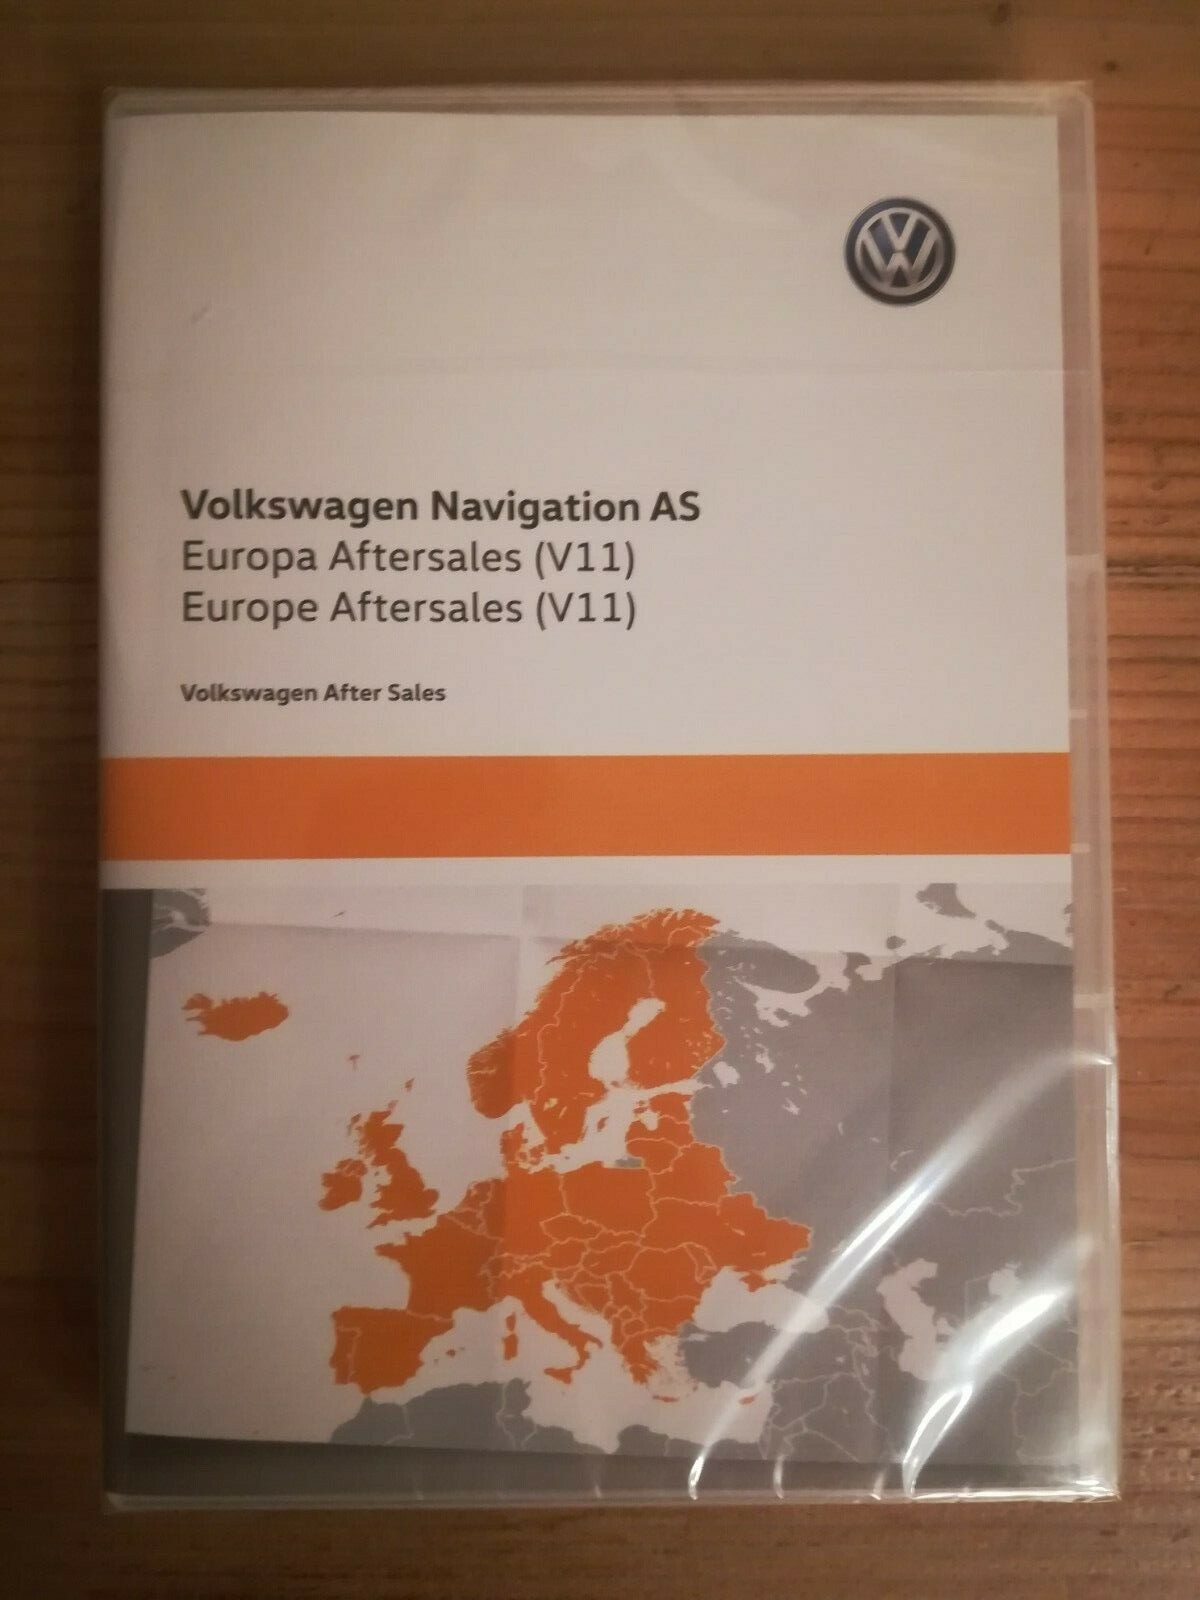 Volkswagen Navigation AS
Europa Aftersales (V11)
Europe Aftersales (V11)
Volkswagen After Sales